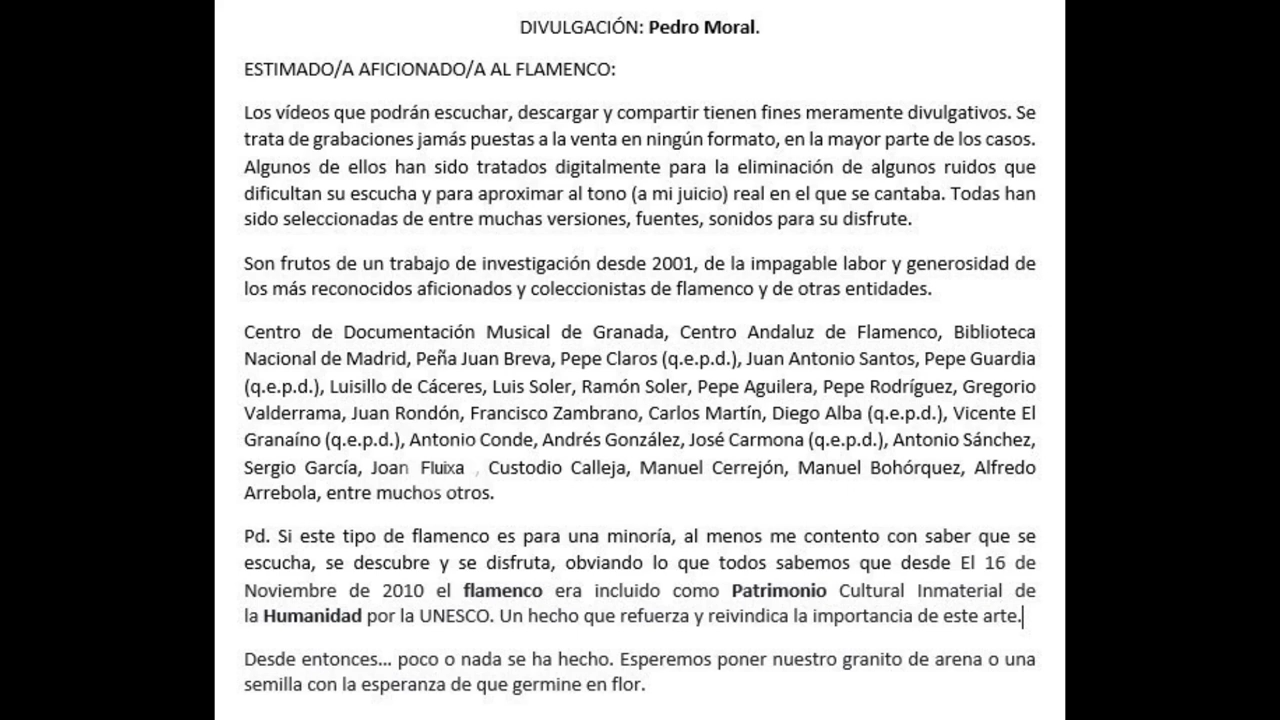 DIVULGACIÓN: Pedro Moral.
ESTIMADO/A AFICIONADO/A AL FLAMENCO:
Los vídeos que podrán escuchar, descargar y compartir tienen fines meramente divulgativos. Se
trata de grabaciones jamás puestas a la venta en ningún formato, en la mayor parte de los casos.
Algunos de ellos han sido tratados digitalmente para la eliminación de algunos ruidos que
dificultan su escucha y para aproximar al tono (a mi juicio) real en el que se cantaba. Todas han
sido seleccionadas de entre muchas versiones, fuentes, sonidos para su disfrute.
Son frutos de un trabajo de investigación desde 2001, de la impagable labor y generosidad de
los más reconocidos aficionados y coleccionistas de flamenco y de otras entidades.
Centro de Documentación Musical de Granada, Centro Andaluz de Flamenco, Biblioteca
Nacional de Madrid, Peña Juan Breva, Pepe Claros (q.e.p.d.), Juan Antonio Santos, Pepe Guardia
(q.e.p.d.), Luisillo de Cáceres, Luis Soler, Ramón Soler, Pepe Aguilera, Pepe Rodríguez, Gregorio
Valderrama, Juan Rondón, Francisco Zambrano, Carlos Martín, Diego Alba (q.e.p.d.), Vicente El
Granaíno (q.e.p.d.), Antonio Conde, Andrés González, José Carmona (q.e.p.d.), Antonio Sánchez,
Sergio García, Joan Fluixa , Custodio Calleja, Manuel Cerrejón, Manuel Bohórquez, Alfredo
Arrebola, entre muchos otros.
Pd. Si este tipo de flamenco es para una minoría, al menos me contento con saber que se
escucha, se descubre y se disfruta, obviando lo que todos sabemos que desde El 16 de
Noviembre de 2010 el flamenco era incluido como Patrimonio Cultural Inmaterial de
la Humanidad por la UNESCO. Un hecho que refuerza y reivindica la importancia de este arte.
Desde entonces... poco o nada se ha hecho. Esperemos poner nuestro granito de arena o una
semilla con la esperanza de que germine en flor.